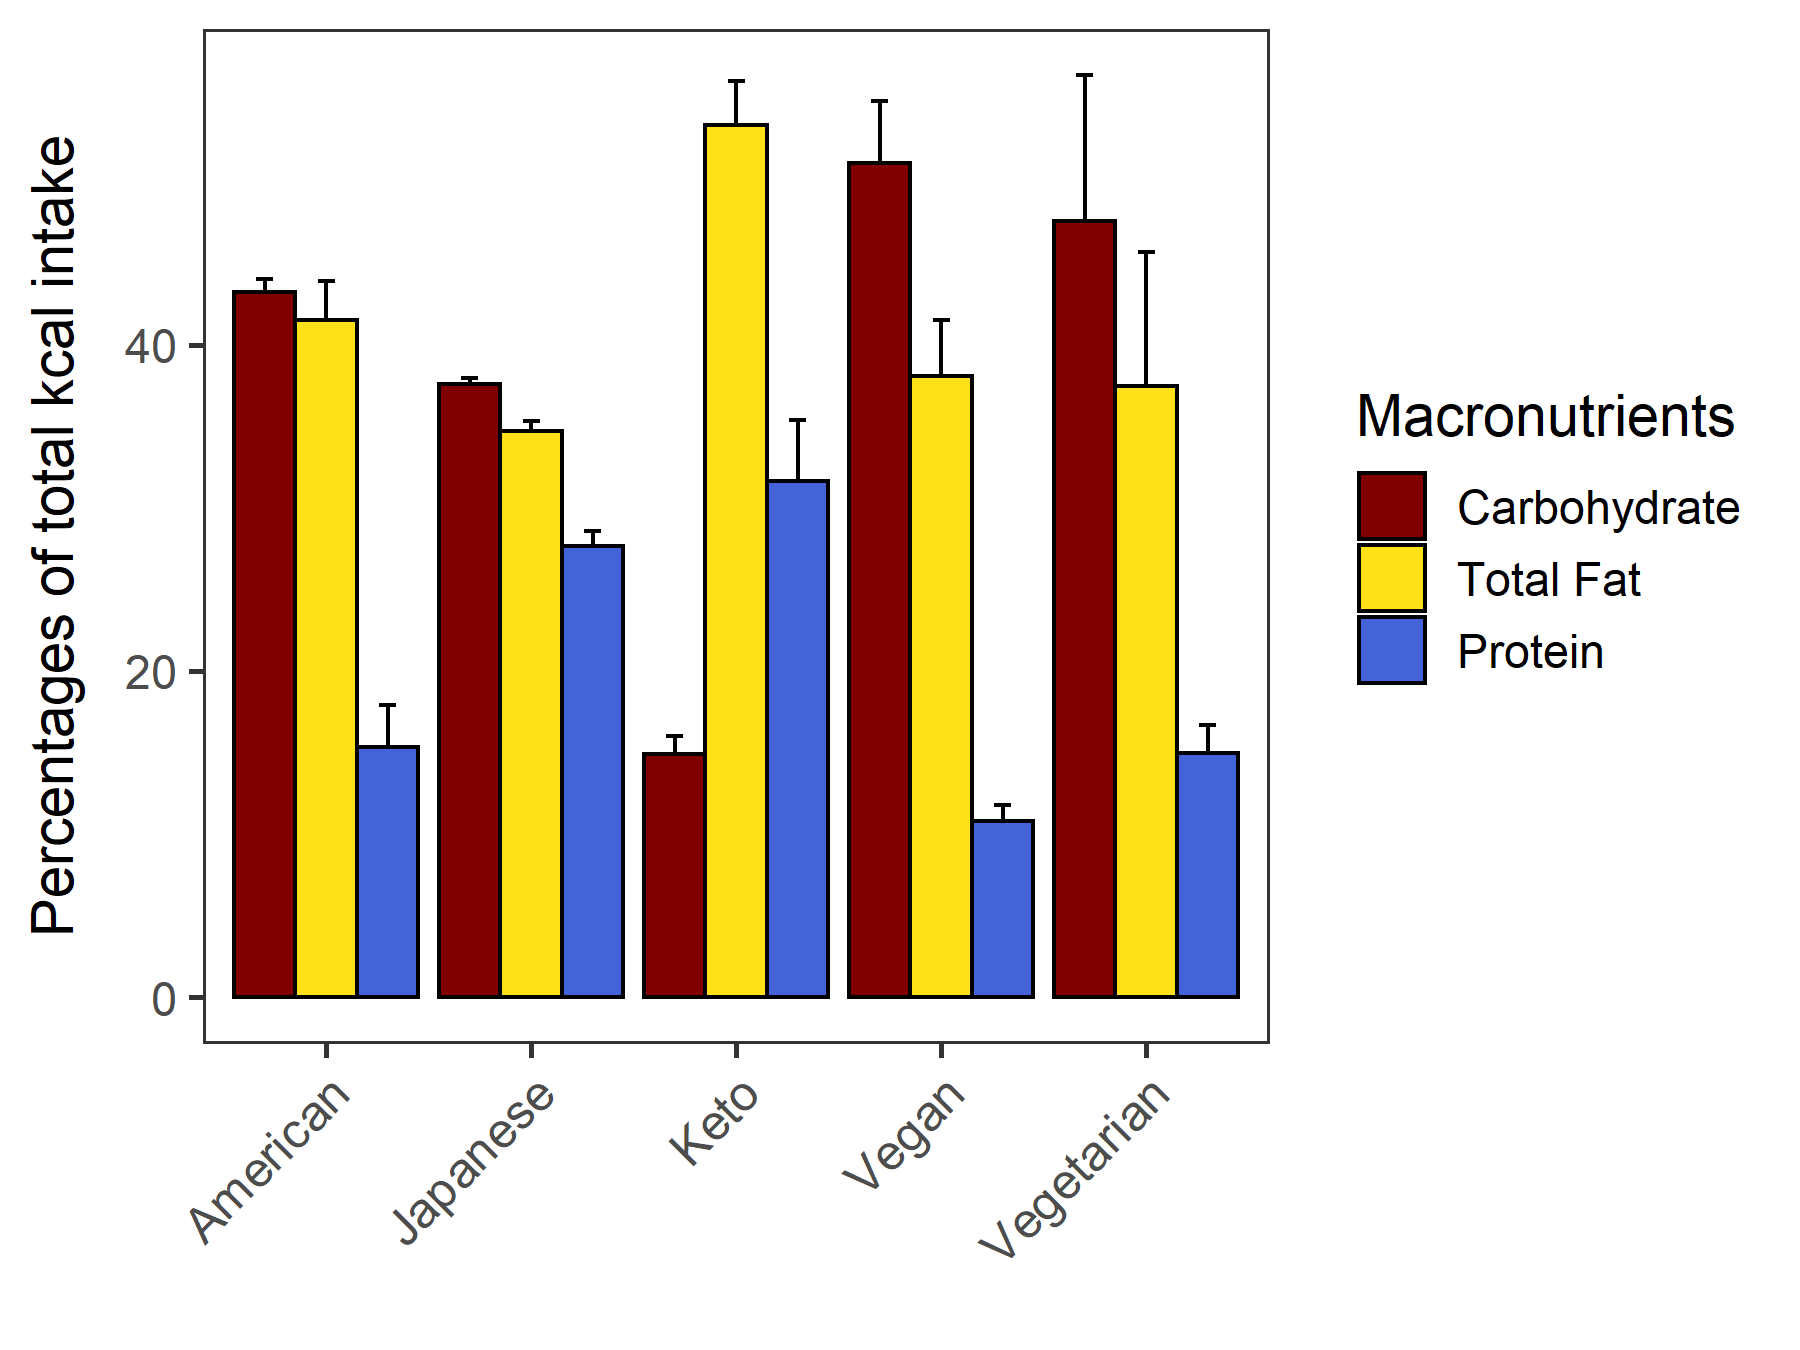 Percentages of total kcal intake
40
20
0
American
Japanese
Keto
Vegan
Vegetarian
Macronutrients
Carbohydrate
Total Fat
Protein